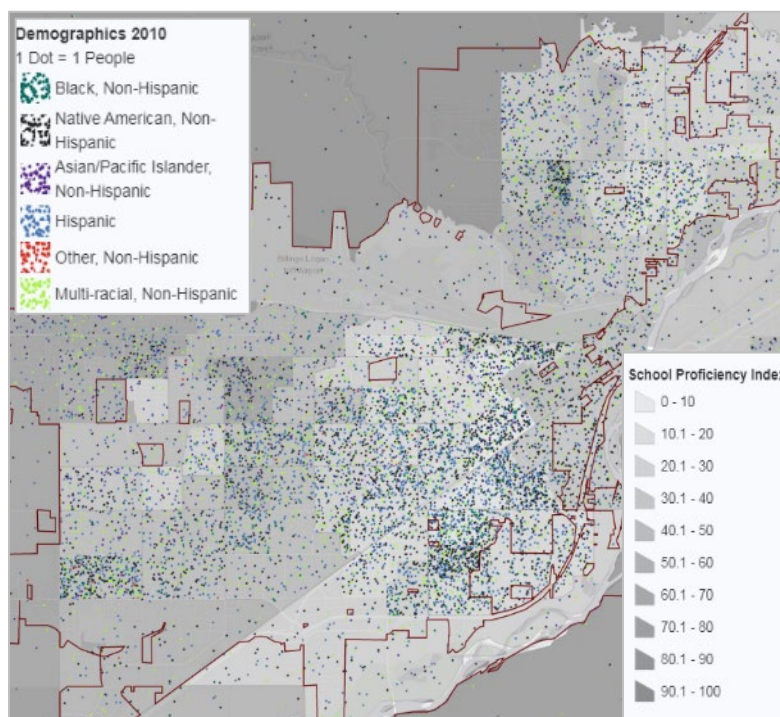 Demographics 2010
1 Dot = 1 People
Black, Non-Hispanic
Native American, Non-
Hispanic
Asian/Pacific Islander,
Non-Hispanic
Hispanic
Other, Non-Hispanic
Multi-racial, Non-Hispanic
Billings Logan
School Proficiency Index
0 - 10
10.1 - 20
20.1 - 30
30.1 - 40
40.1 - 50
50.1 - 60
60.1 - 70
70.1 - 80
80.1 - 90
90.1 - 100